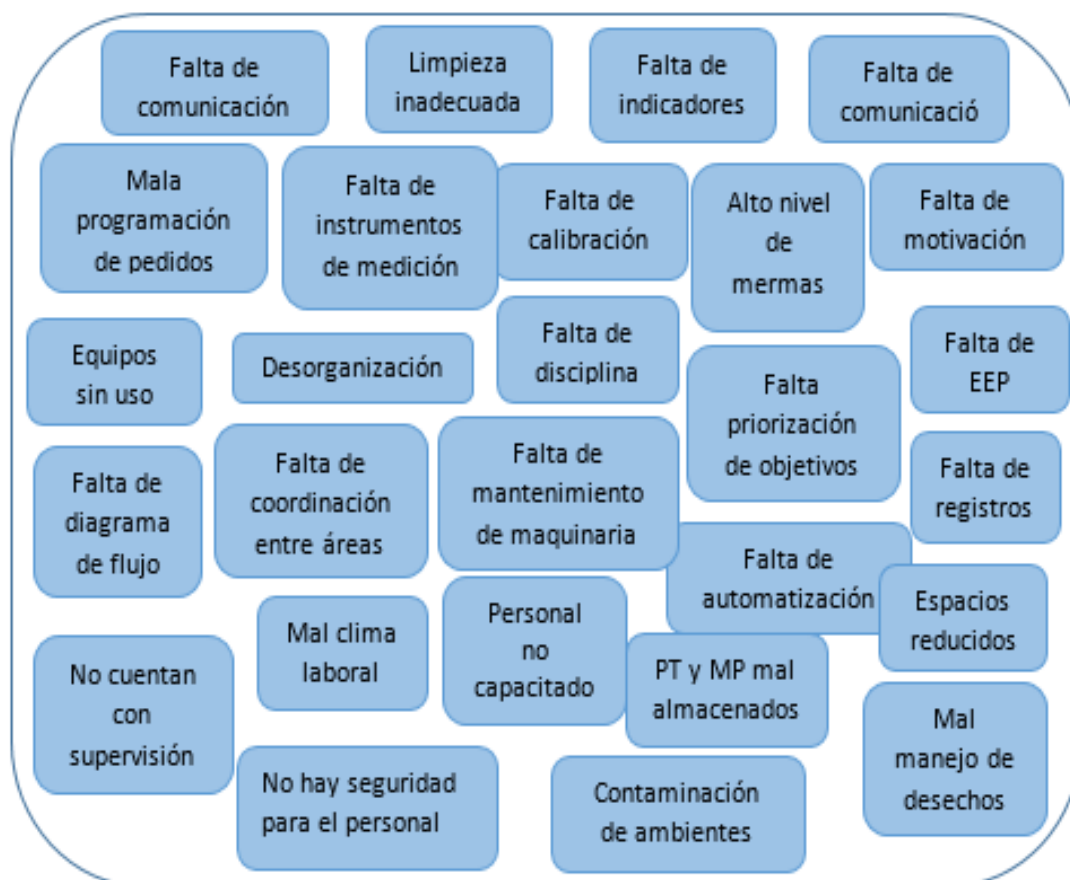 Falta de
comunicación
Limpieza
inadecuada
Falta de
indicadores
Falta de
comunicació
Mala
programación
de pedidos
Falta de
instrumentos
de medición
Falta de
calibración
Alto nivel
de
mermas
Falta de
motivación
Equipos
sin uso
Desorganización
Falta de
disciplina
Falta
priorización
de objetivos
Falta de
EEP
Falta de
diagrama
de flujo
Falta de
coordinación
entre áreas
Falta de
mantenimiento
de maquinaria
Falta de
registros
Falta de
automatización
Espacios
reducidos
No cuentan
con
supervisión
Mal clima
laboral
Personal
no
capacitado
PT y MP mal
almacenados
Mal
manejo de
desechos
No hay seguridad
para el personal
Contaminación
de ambientes